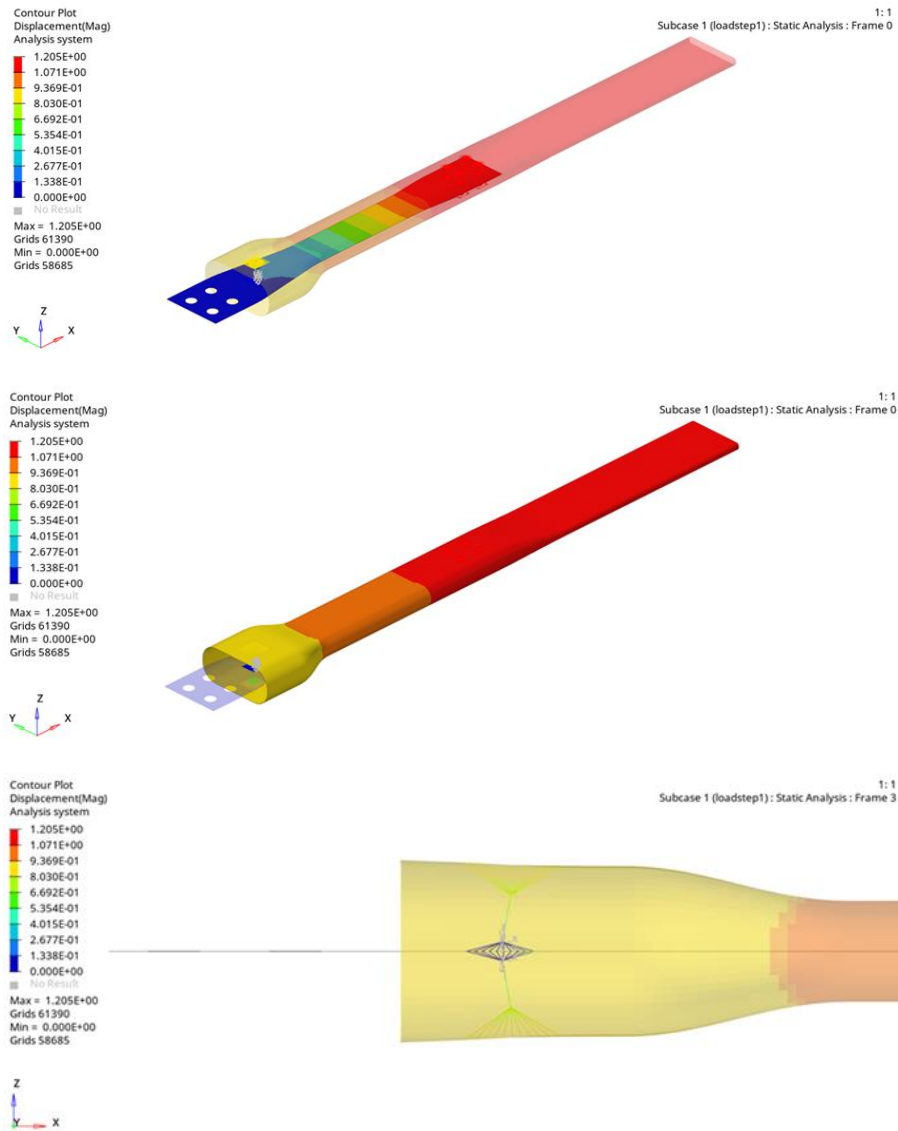 Contour Plot
Displacement(Mag)
Analysis system
1.205E+00
1.071E+00
9.369E-01
8.030E-01
6.692E-01
5.354E-01
4.015E-01
2.677E-01
1.338E-01
0.000E+00
No Result
Max = 1.205E+00
Grids 61390
Min = 0.000E+00
Grids 58685
1: 1
Subcase 1 (loadstep1) : Static Analysis : Frame 0
Z
Y
X
Contour Plot
Displacement(Mag)
Analysis system
1.205E+00
1.071E+00
9.369E-01
8.030E-01
6.692E-01
5.354E-01
4.015E-01
2.677E-01
1.338E-01
0.000E+00
No Result
Max = 1.205E+00
Grids 61390
Min = 0.000E+00
Grids 58685
1: 1
Subcase 1 (loadstep1) : Static Analysis : Frame 0
Z
Y
X
Contour Plot
Displacement(Mag)
Analysis system
1.205E+00
1.071E+00
9.369E-01
8.030E-01
6.692E-01
5.354E-01
4.015E-01
2.677E-01
1.338E-01
0.000E+00
No Result
Max = 1.205E+00
Grids 61390
Min = 0.000E+00
Grids 58685
1: 1
Subcase 1 (loadstep1) : Static Analysis : Frame 3
Z
Y
X